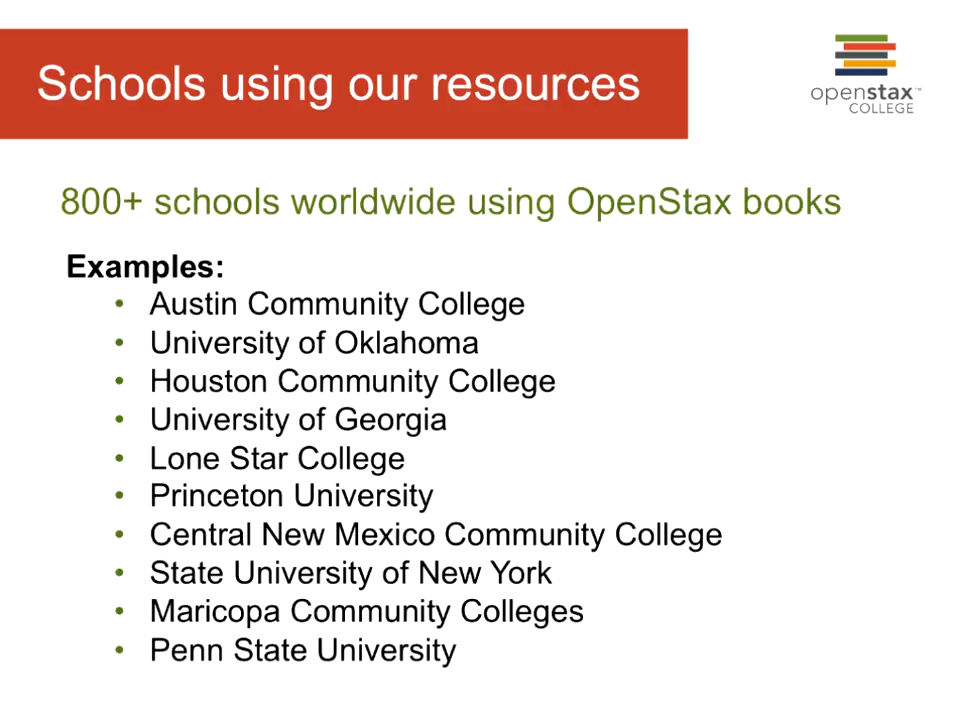 Schools using our resources
openstax™
COLLEGE
800+ schools worldwide using OpenStax books
Examples:
• Austin Community College
• University of Oklahoma
• Houston Community College
• University of Georgia
• Lone Star College
• Princeton University
• Central New Mexico Community College
• State University of New York
• Maricopa Community Colleges
• Penn State University